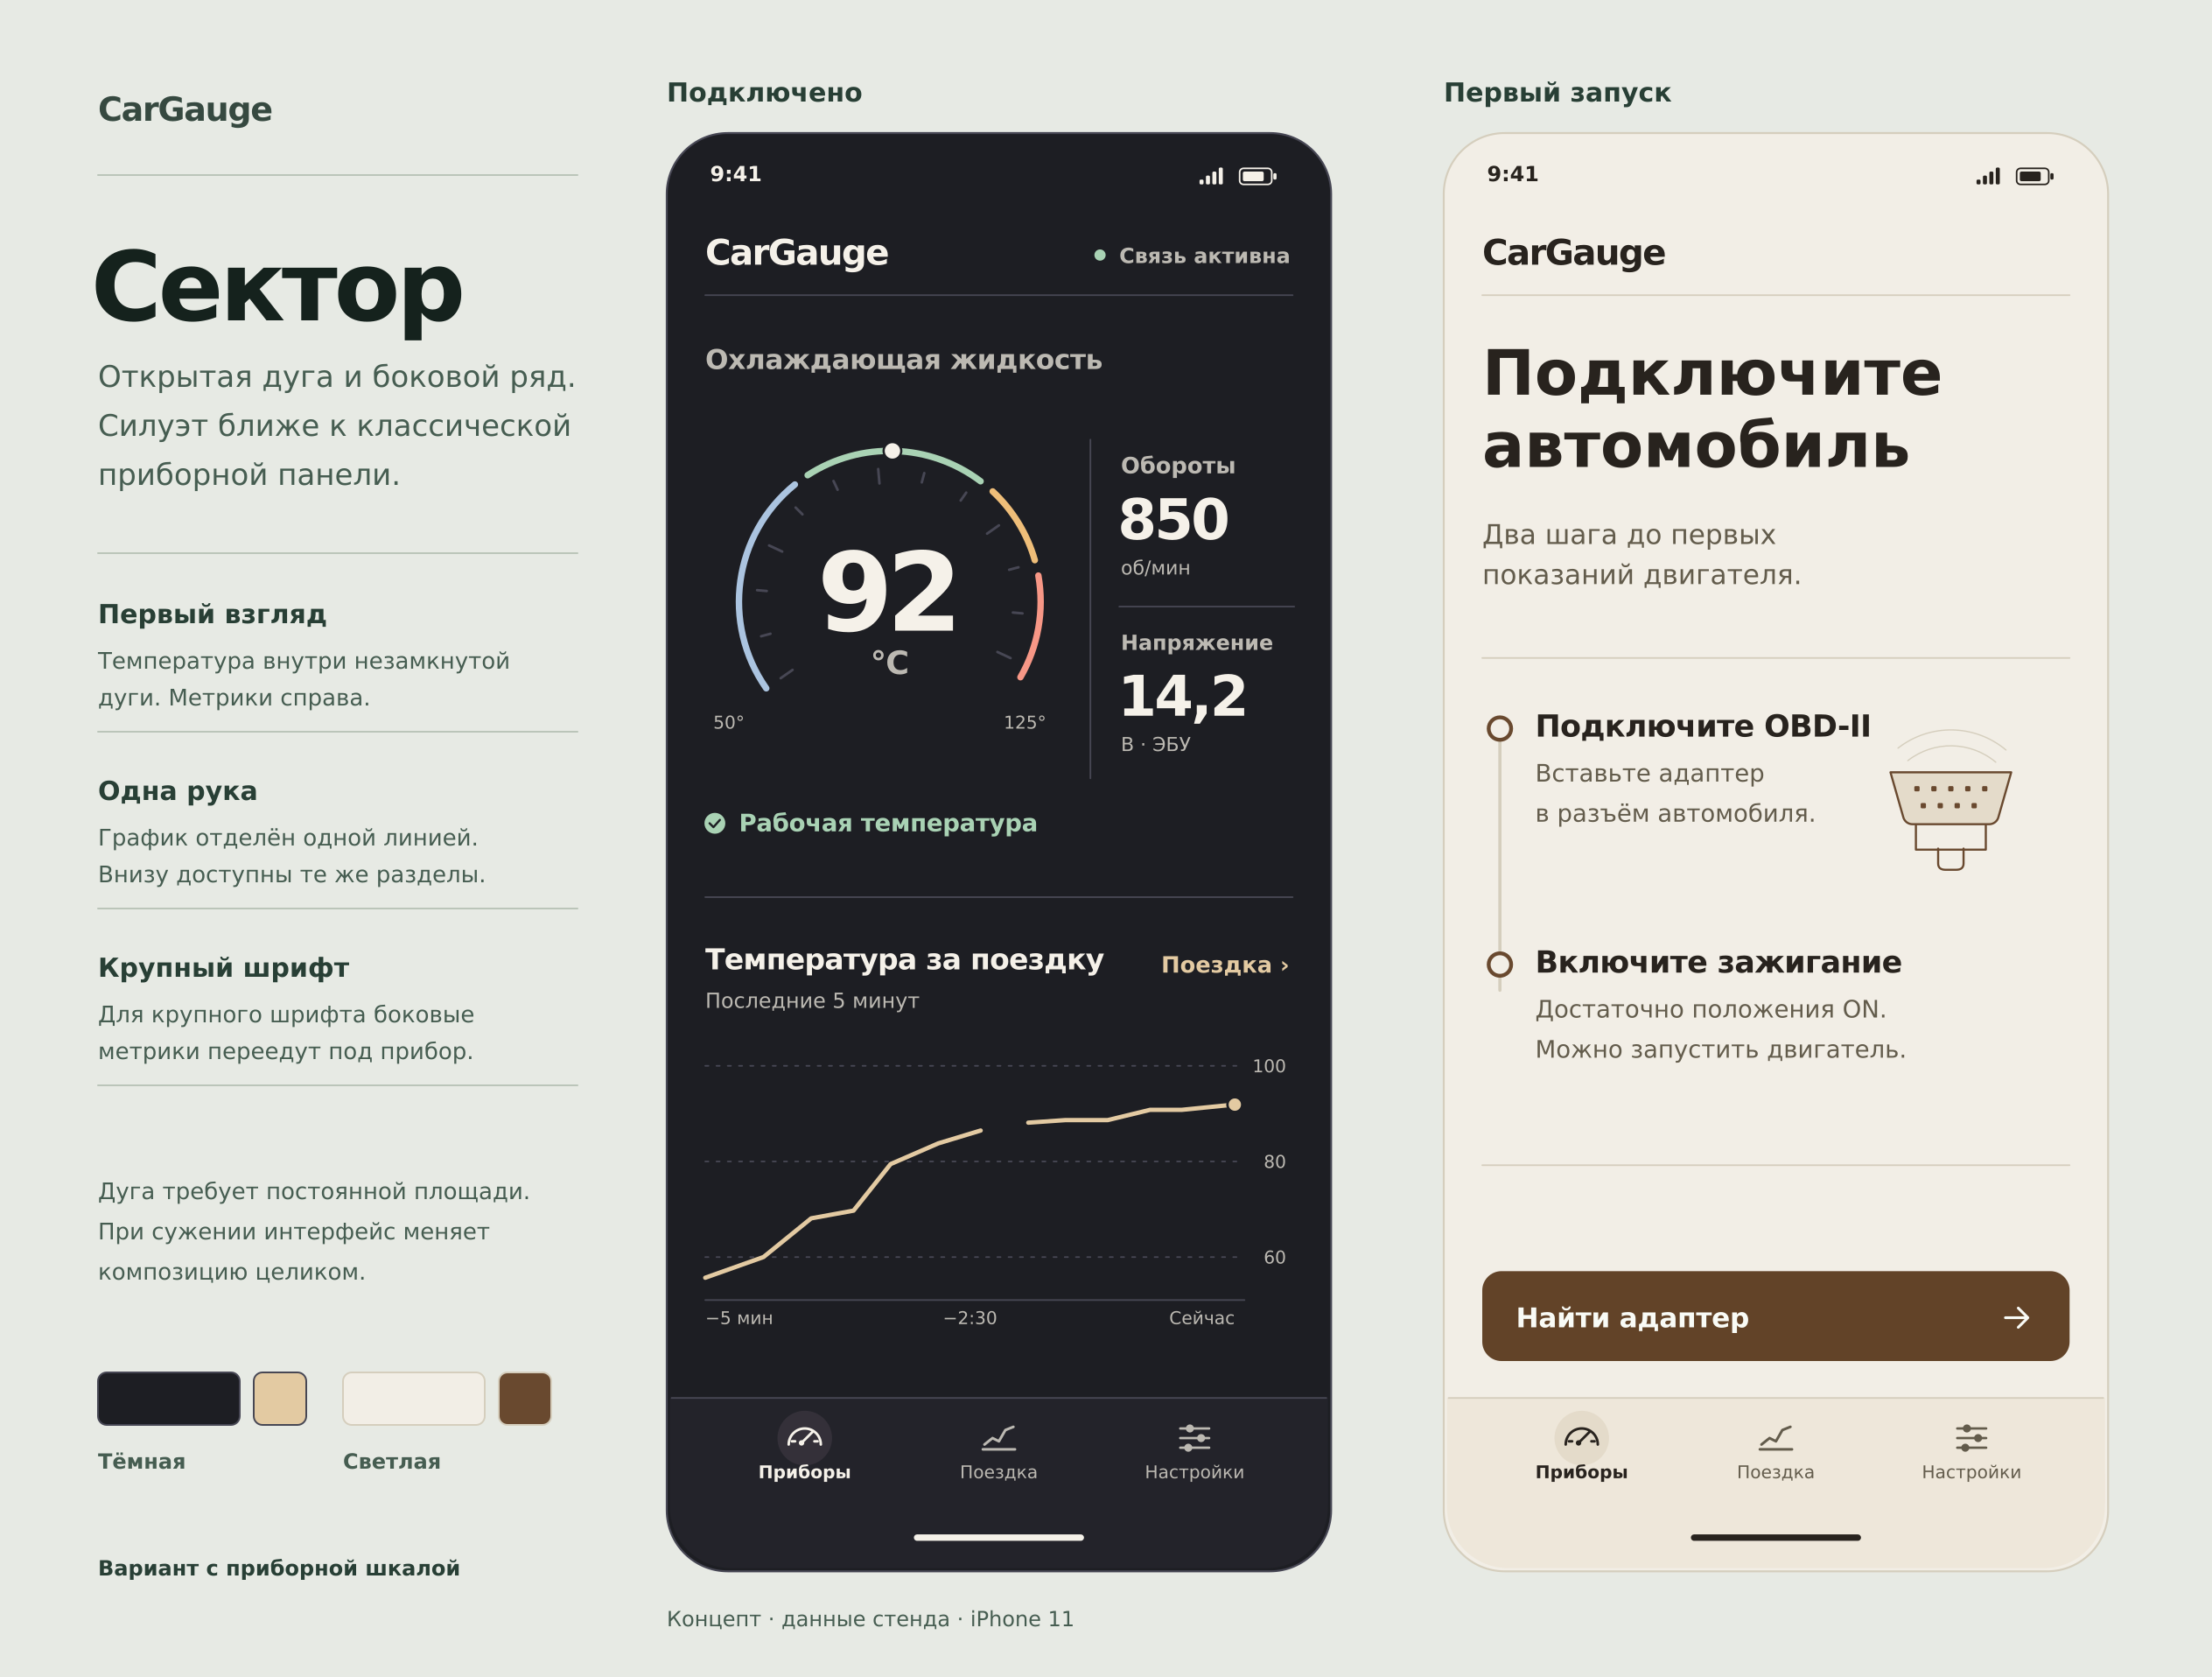 CarGauge
Сектор
Открытая дуга и боковой ряд.
Силуэт ближе к классической
приборной панели.
Первый взгляд
Температура внутри незамкнутой
дуги. Метрики справа.
Одна рука
График отделён одной линией.
Внизу доступны те же разделы.
Крупный шрифт
Для крупного шрифта боковые
метрики переедут под прибор.
Дуга требует постоянной площади.
При сужении интерфейс меняет
композицию целиком.
Тёмная
Светлая
Вариант с приборной шкалой
Подключено
9:41
CarGauge
Связь активна
Охлаждающая жидкость
92
°C
50°
125°
Обороты
850
об/мин
Напряжение
14,2
В · ЭБУ
Рабочая температура
Температура за поездку
Поездка ›
Последние 5 минут
100
80
60
−5 мин
−2:30
Сейчас
Приборы
Поездка
Настройки
Концепт · данные стенда · iPhone 11
Первый запуск
9:41
CarGauge
Подключите
автомобиль
Два шага до первых
показаний двигателя.
Подключите OBD-II
Вставьте адаптер
в разъём автомобиля.
Включите зажигание
Достаточно положения ON.
Можно запустить двигатель.
Найти адаптер
Приборы
Поездка
Настройки